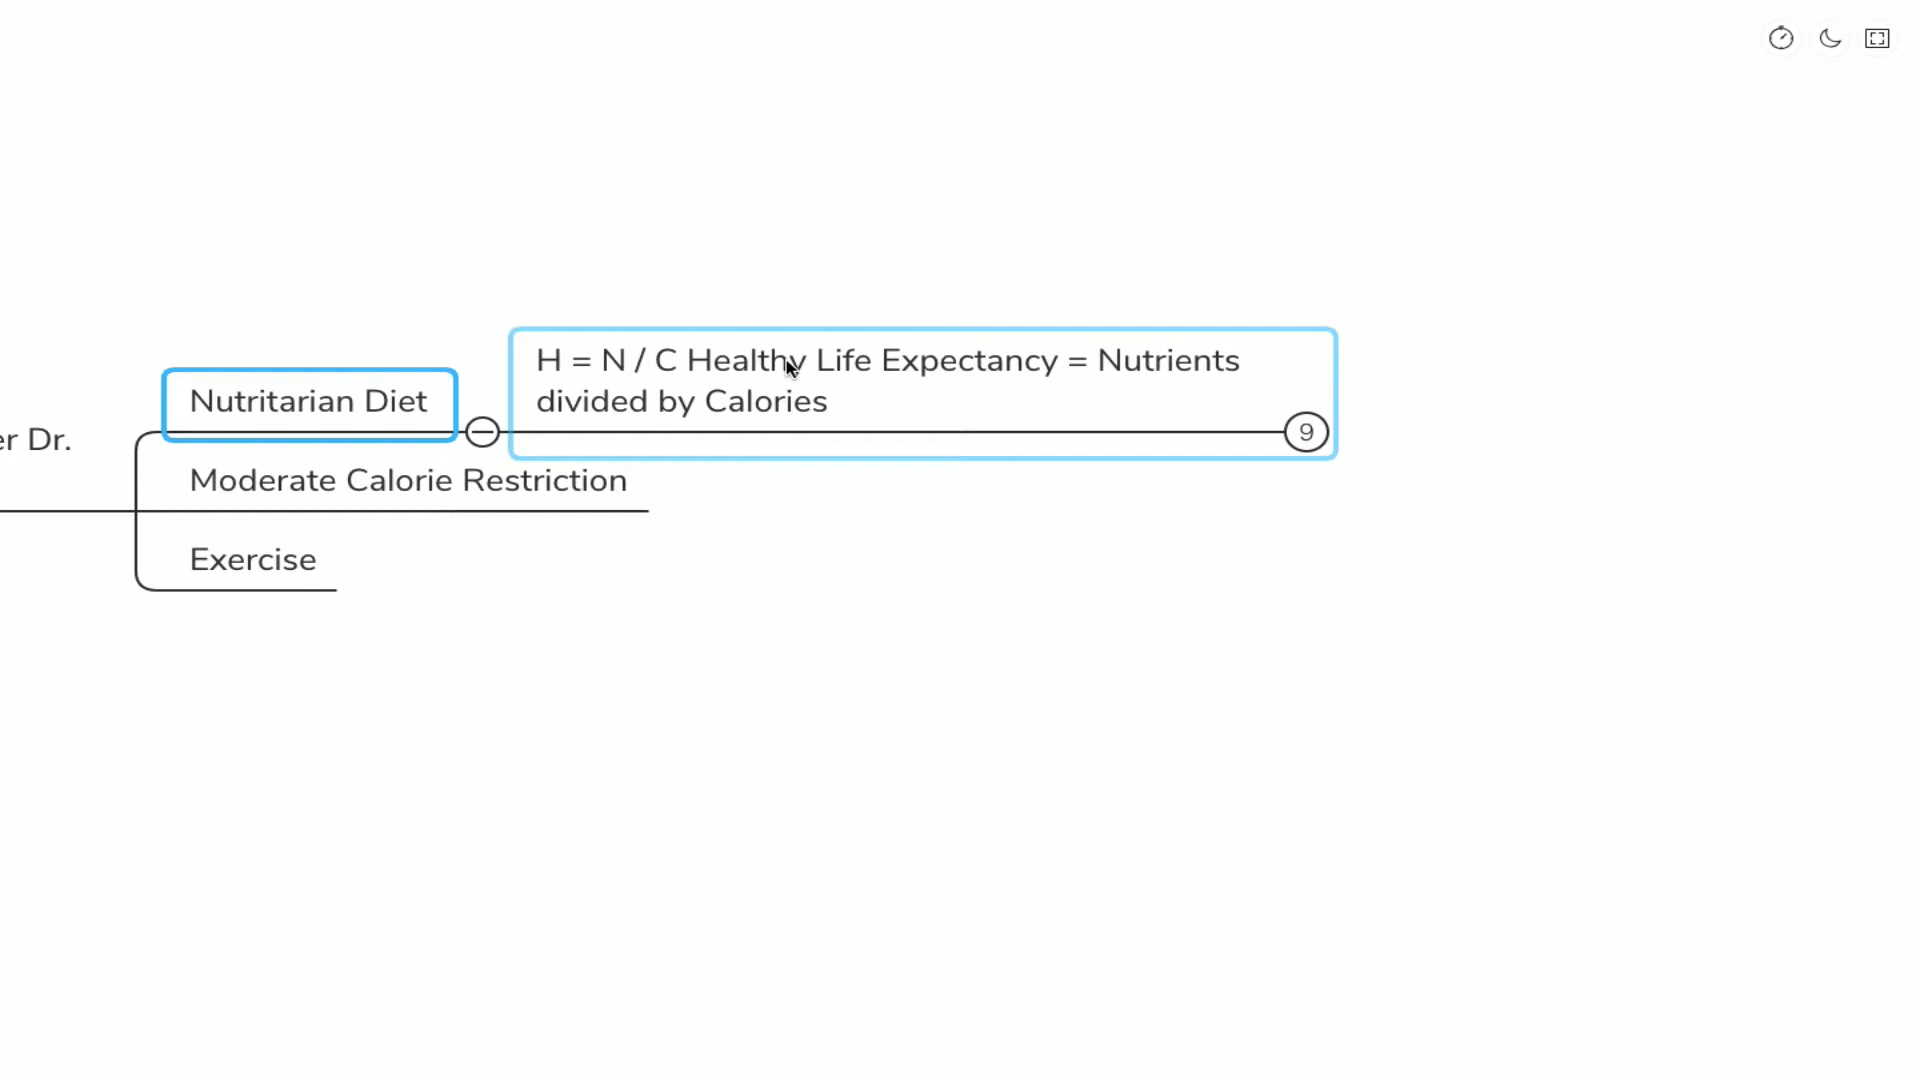 H = N / C Healthy Life Expectancy = Nutrients
divided by Calories
Nutritarian Diet
9
er Dr.
Moderate Calorie Restriction
Exercise